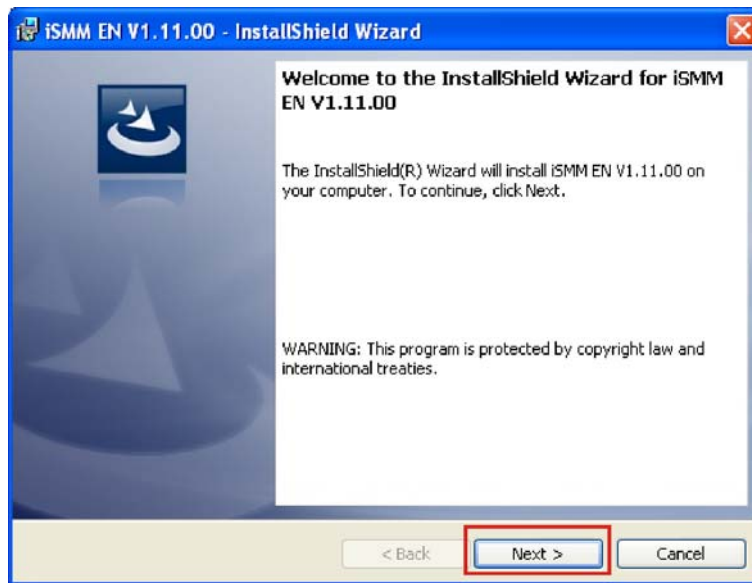 iSMM EN V1.11.00 - InstallShield Wizard
Welcome to the InstallShield Wizard for iSMM
EN V1.11.00
The InstallShield(R) Wizard will install iSMM EN V1.11.00 on
your computer. To continue, click Next.
WARNING: This program is protected by copyright law and
international treaties.
< Back
Next >
Cancel